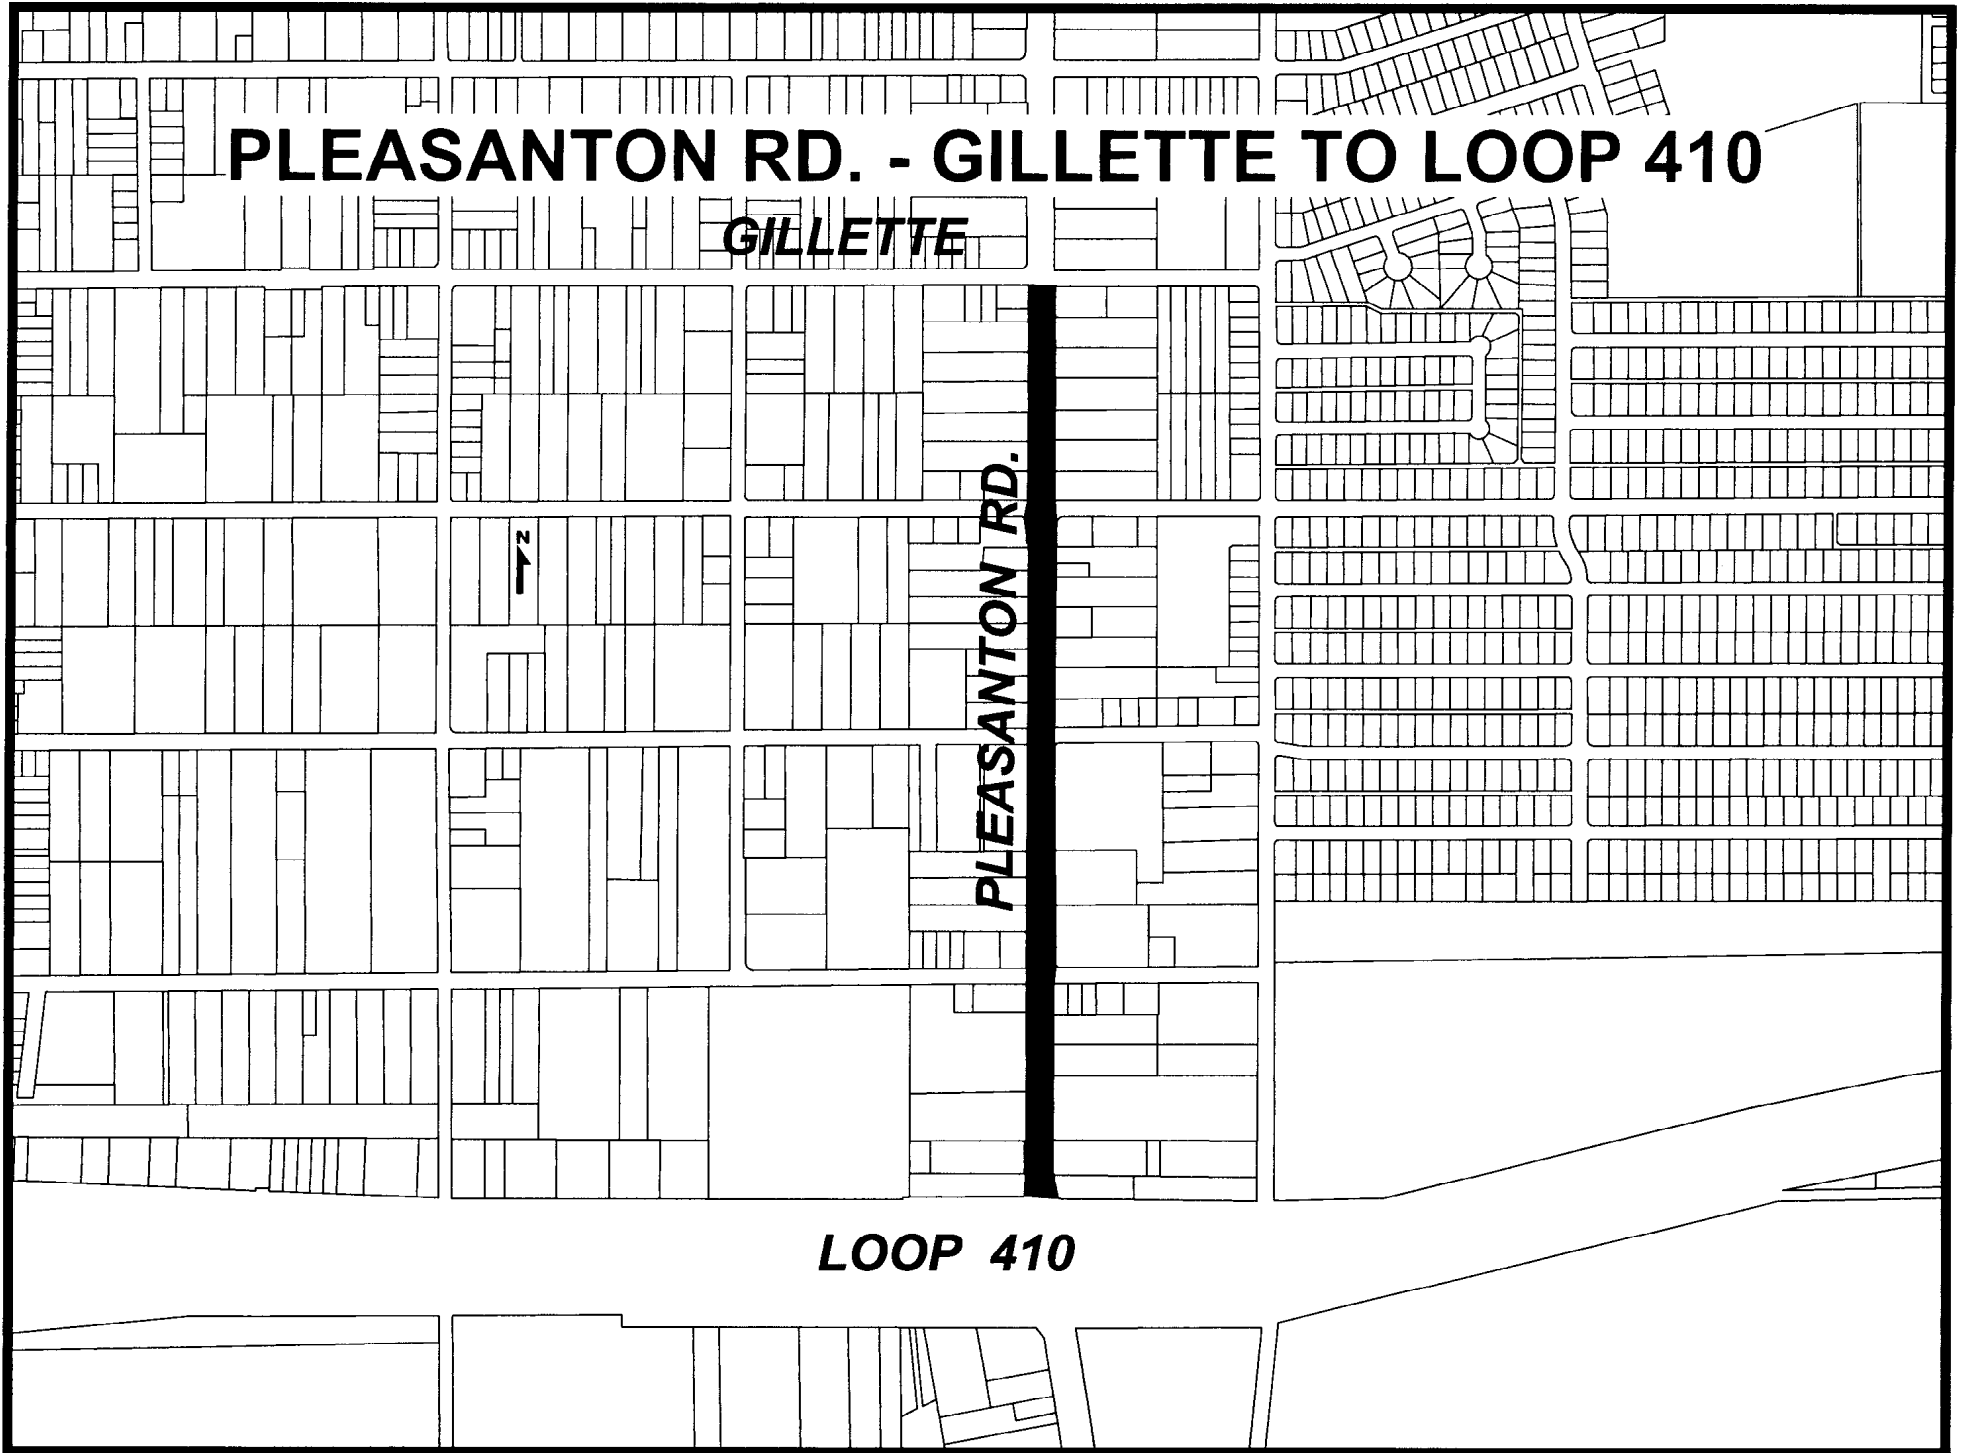 PLEASANTON RD. - GILLETTE TO LOOP 410
GILLETTE
PLEASANTON RD.
N
LOOP 410